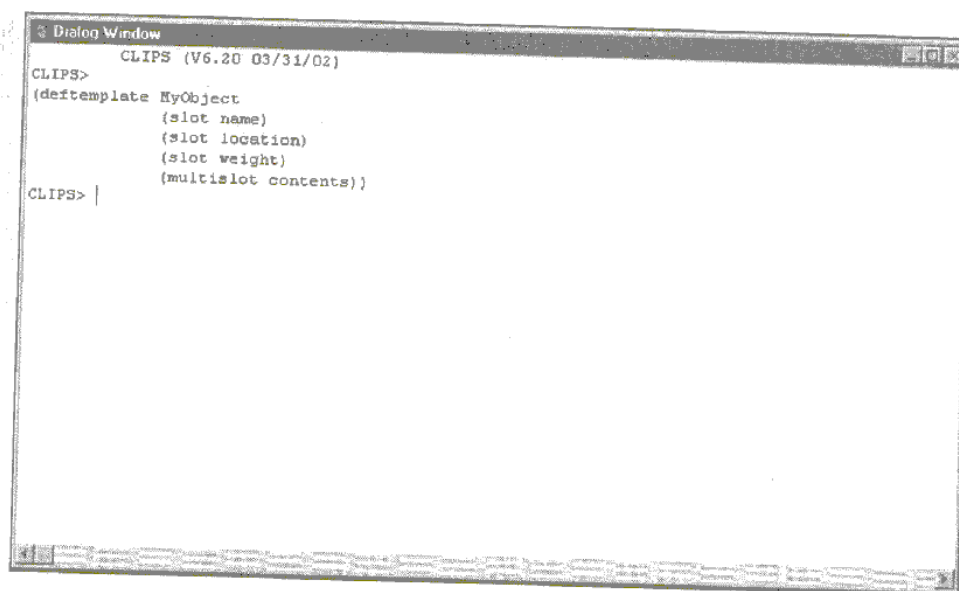 Dialog Window
CLIPS (V6.20 03/31/02)
CLIPS>
(deftemplate MyObject
(slot name)
(slot location)
(slot weight)
(multislot contents))
CLIPS>